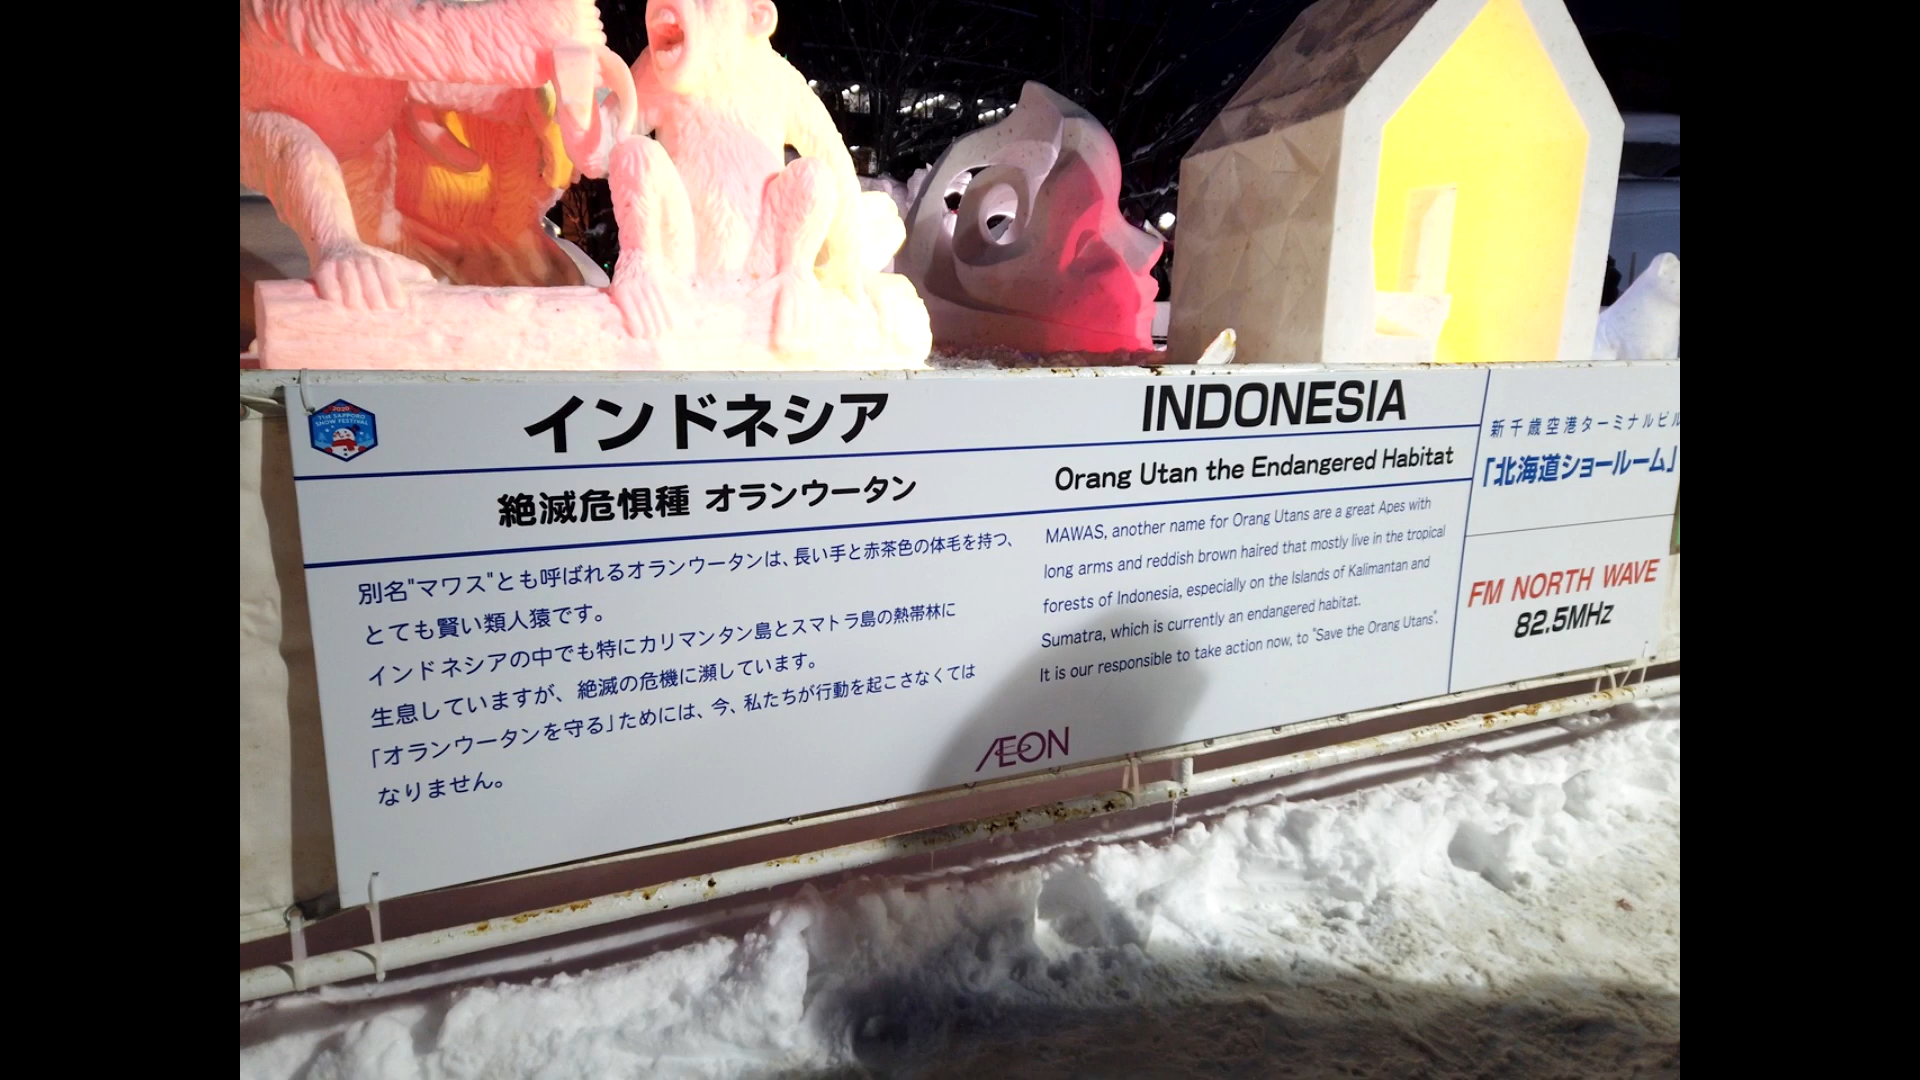 2020
THE SAPPORO
SNOW FESTIVAL
インドネシア
INDONESIA
絶滅危惧種 オランウータン
Orang Utan the Endangered Habitat
別名"マワス"とも呼ばれるオランウータンは、長い手と赤茶色の体毛を持つ、
とても賢い類人猿です。
インドネシアの中でも特にカリマンタン島とスマトラ島の熱帯林に
生息していますが、絶滅の危機に瀕しています。
「オランウータンを守る」ためには、今、私たちが行動を起こさなくては
なりません。
MAWAS, another name for Orang Utans are a great Apes with
long arms and reddish brown haired that mostly live in the tropical
forests of Indonesia, especially on the Islands of Kalimantan and
Sumatra, which is currently an endangered habitat.
It is our responsible to take action now, to "Save the Orang Utans".
ÆON
新千歳空港ターミナルビル
「北海道ショールーム」
FM NORTH WAVE
82.5MHz